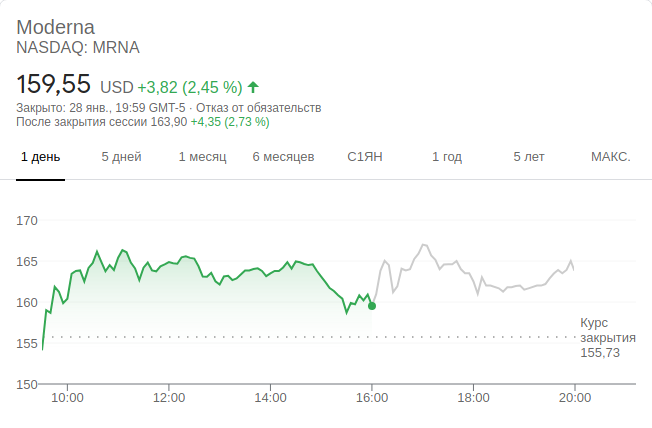 Moderna
NASDAQ: MRNA
159,55 USD +3,82 (2,45 %)
Закрыто: 28 янв., 19:59 GMT-5 · Отказ от обязательств
После закрытия сессии 163,90 +4,35 (2,73 %)
1 день 5 дней 1 месяц 6 месяцев С1ЯН 1 год 5 лет МАКС.
170
165
160
Курс
закрытия
155
155,73
150
10:00 12:00 14:00 16:00 18:00 20:00